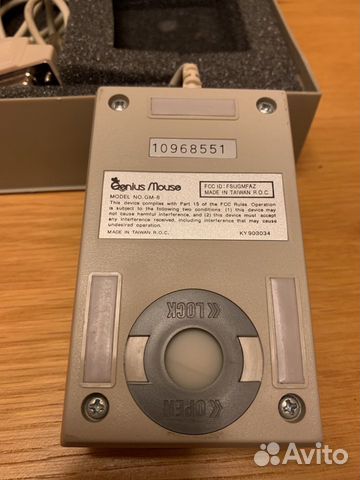 10968551
Genius Mouse
MODEL NO. GM-6
FCC ID: FSUGMFAZ
MADE IN TAIWAN R.O.C.
This device complies with Part 15 of the FCC Rules. Operation
is subject to the following two conditions: (1) this device may
not cause harmful interference, and (2) this device must accept
any interference received, including interference that may cause
undesired operation.
MADE IN TAIWAN R.O.C.
KY903034
LOCK
OPEN
Avito